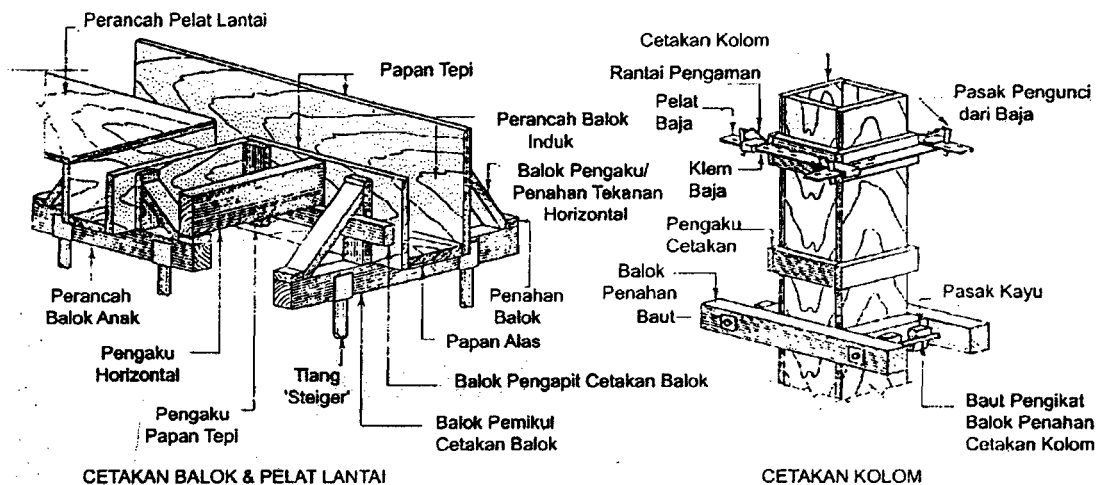 Perancah Pelat Lantai
Papan Tepi
Perancah Balok
Induk
Balok Pengaku/
Penahan Tekanan
Horizontal
Perancah
Balok Anak
Pengaku
Horizontal
Pengaku
Papan Tepi
Tiang
'Steiger'
Penahan
Balok
Papan Alas
Balok Pengapit Cetakan Balok
Balok Pemikul
Cetakan Balok
CETAKAN BALOK & PELAT LANTAI
Cetakan Kolom
Rantai Pengaman
Pelat
Baja
Pasak Pengunci
dari Baja
Klem
Baja
Pengaku
Cetakan
Balok
Penahan
Baut
Pasak Kayu
Baut Pengikat
Balok Penahan
Cetakan Kolom
CETAKAN KOLOM